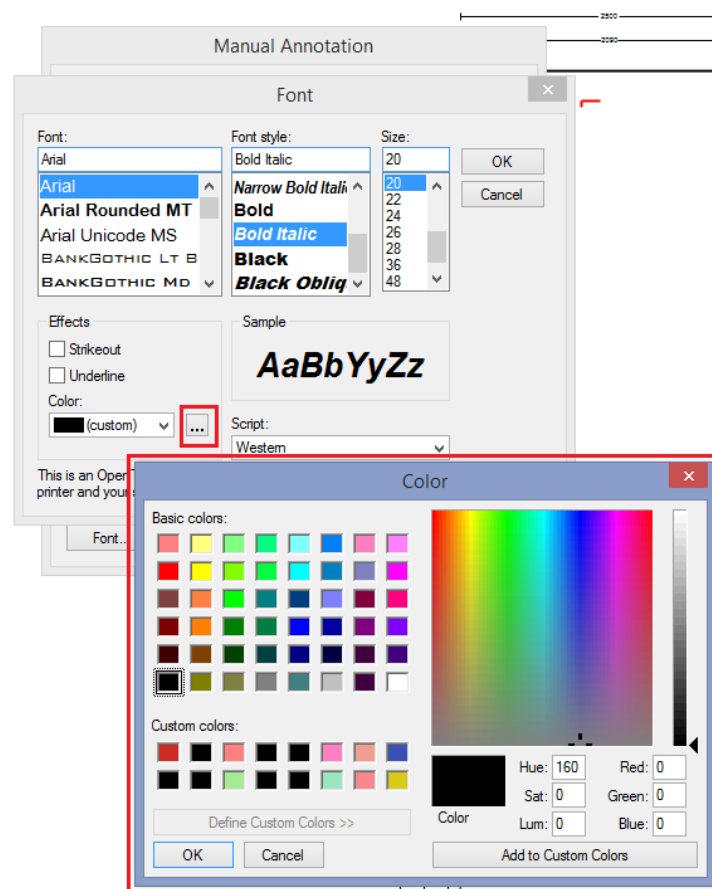 2500
2090
Manual Annotation
Font
Font:
Font style:
Size:
Arial
Bold Italic
20
OK
Cancel
Arial
Arial Rounded MT
Arial Unicode MS
BankGothic Lt B
BankGothic Md
Narrow Bold Itali
Bold
Bold Italic
Black
Black Obliq
20
22
24
26
28
36
48
Effects
Strikeout
Underline
Color:
(custom)
...
Sample
AaBbYyZz
Script:
Western
This is an Open
printer and your
Font..
Color
Basic colors:
Custom colors:
Define Custom Colors >>
OK
Cancel
Color
Hue: 160
Sat: 0
Lum: 0
Red: 0
Green: 0
Blue: 0
Add to Custom Colors